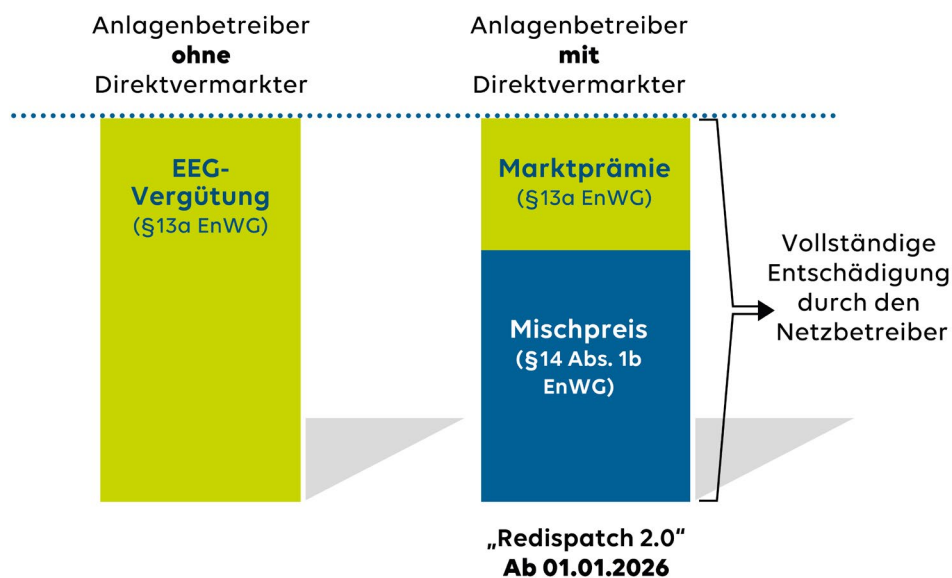 Anlagenbetreiber
ohne
Direktvermarkter
Anlagenbetreiber
mit
Direktvermarkter
EEG-
Vergütung
(§13a EnWG)
Marktprämie
(§13a EnWG)
Mischpreis
(§14 Abs. 1b
EnWG)
Vollständige
Entschädigung
durch den
Netzbetreiber
„Redispatch 2.0“
Ab 01.01.2026